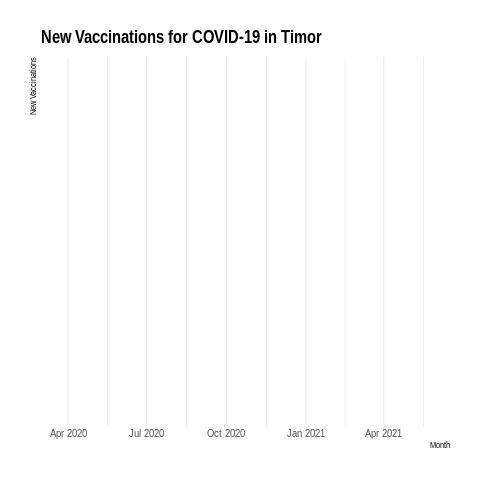 New Vaccinations for COVID-19 in Timor
New Vaccinations
Apr 2020 Jul 2020 Oct 2020 Jan 2021 Apr 2021
Month